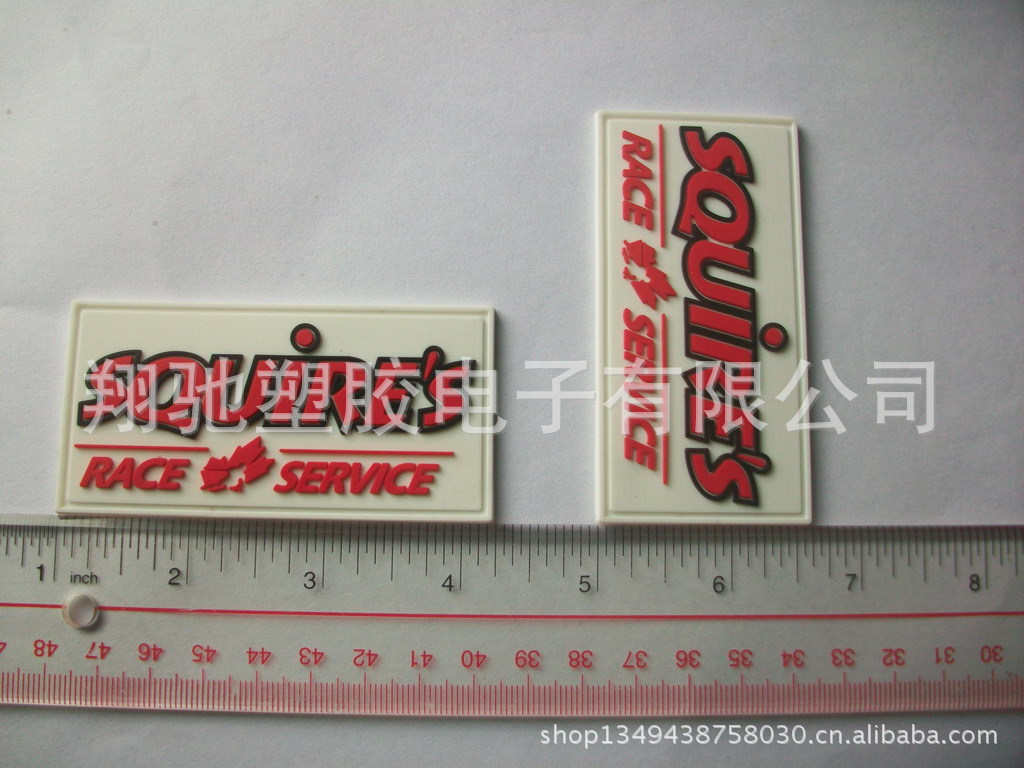 SQUIRE'S
RACE SERVICE
SQUIRE'S
RACE SERVICE
翔驰塑胶电子有限公司
1 inch 2 3 4 5 6 7 8
48 47 46 45 44 43 42 41 40 39 38 37 36 35 34 33 32 31 30
shop1349438758030.cn.alibaba.com